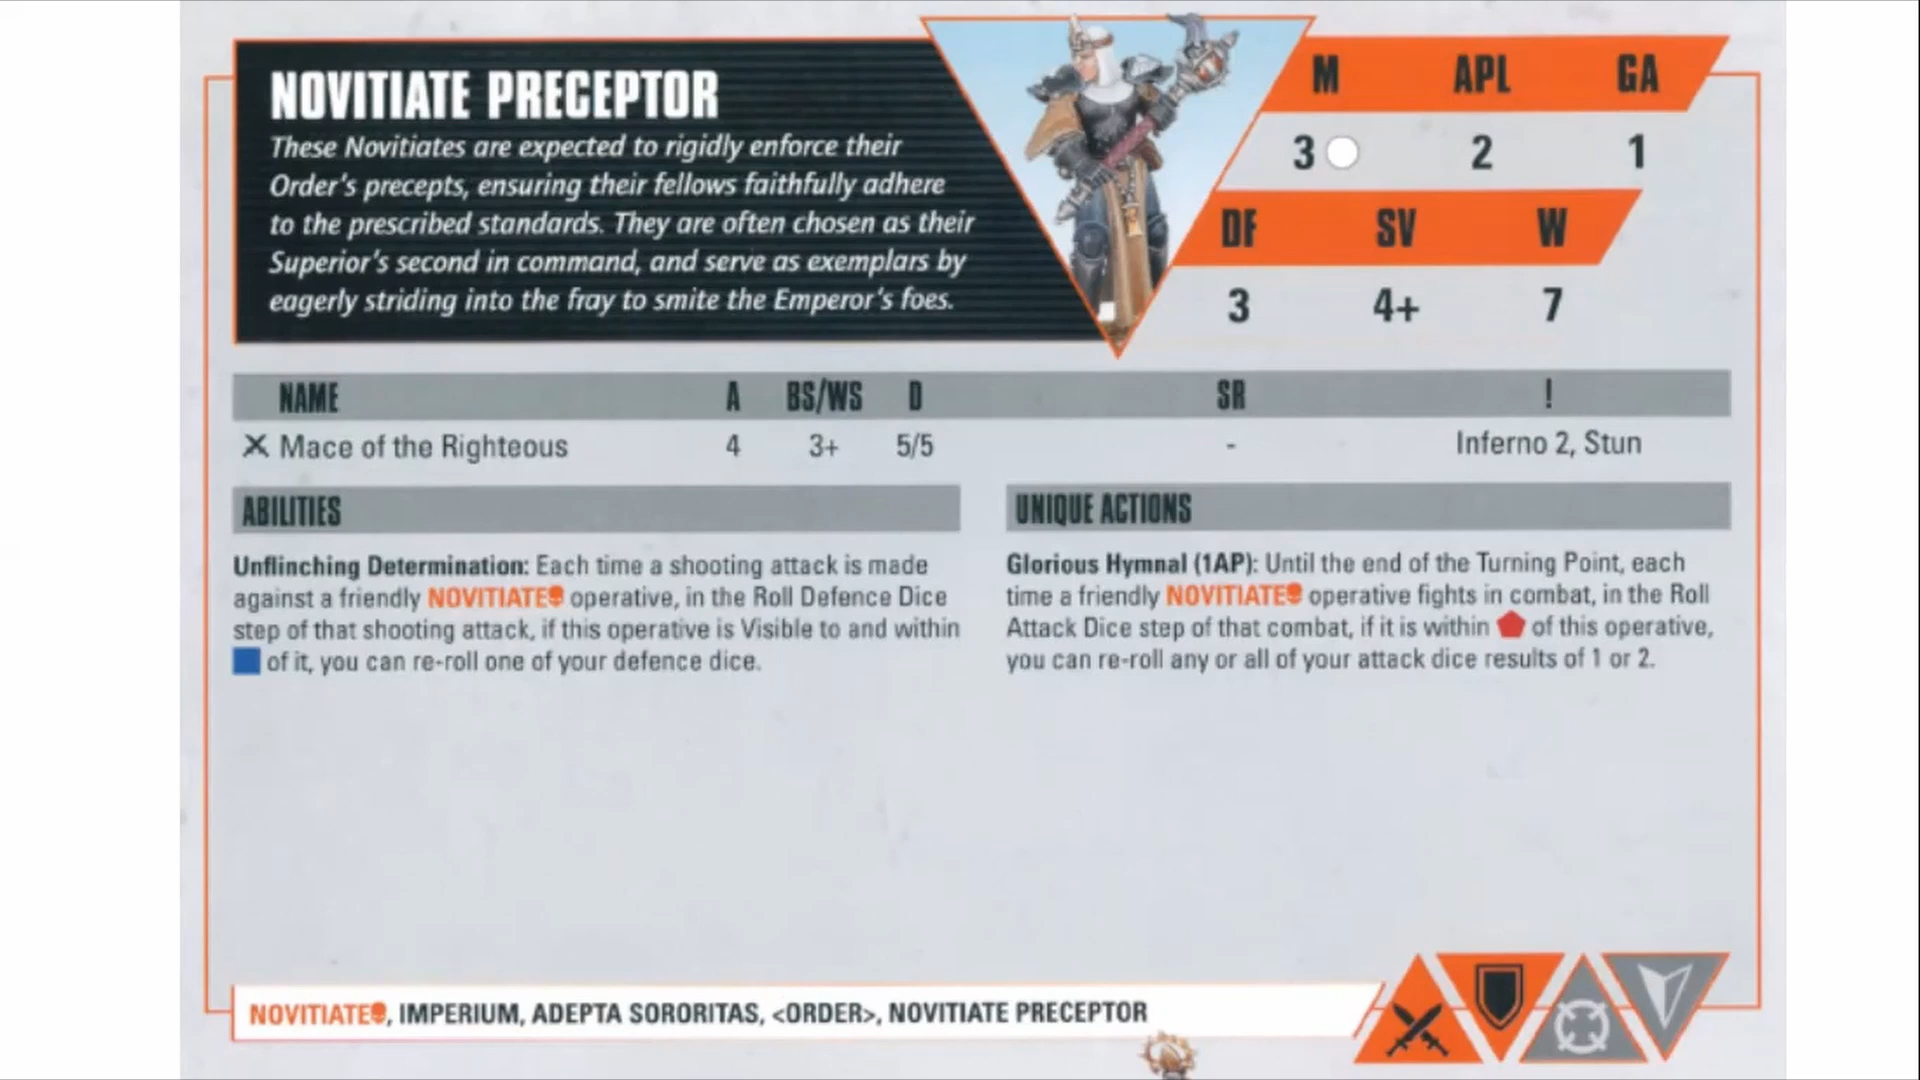 NOVITIATE PRECEPTOR
These Novitiates are expected to rigidly enforce their
Order's precepts, ensuring their fellows faithfully adhere
to the prescribed standards. They are often chosen as their
Superior's second in command, and serve as exemplars by
eagerly striding into the fray to smite the Emperor's foes.
M APL GA
3 2 1
DF SV W
3 4+ 7
NAME A BS/WS D SR !
Mace of the Righteous 4 3+ 5/5 - Inferno 2, Stun
ABILITIES
Unflinching Determination: Each time a shooting attack is made
against a friendly NOVITIATE operative, in the Roll Defence Dice
step of that shooting attack, if this operative is Visible to and within
of it, you can re-roll one of your defence dice.
UNIQUE ACTIONS
Glorious Hymnal (1AP): Until the end of the Turning Point, each
time a friendly NOVITIATE operative fights in combat, in the Roll
Attack Dice step of that combat, if it is within of this operative,
you can re-roll any or all of your attack dice results of 1 or 2.
NOVITIATE, IMPERIUM, ADEPTA SORORITAS, <ORDER>, NOVITIATE PRECEPTOR